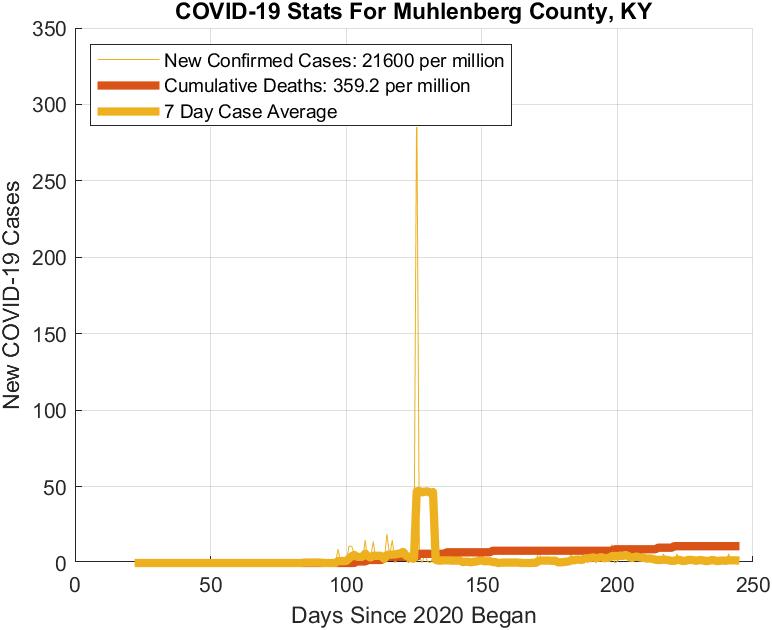 COVID-19 Stats For Muhlenberg County, KY
350
300
250
200
150
100
50
0
New COVID-19 Cases
New Confirmed Cases: 21600 per million
Cumulative Deaths: 359.2 per million
7 Day Case Average
0 50 100 150 200 250
Days Since 2020 Began